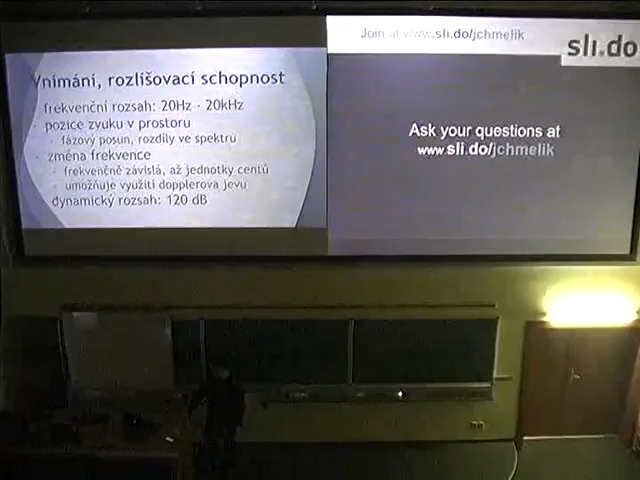 Vnímání, rozlišovací schopnost
frekvenční rozsah: 20Hz - 20kHz
pozice zvuku v prostoru
fázový posun, rozdíly ve spektru
změna frekvence
frekvenčně závislá, až jednotky centů
umožňuje využití dopplerova jevu
dynamický rozsah: 120 dB
Join at www.sli.do/jchmelik
sli.do
Ask your questions at
www.sli.do/jchmelik